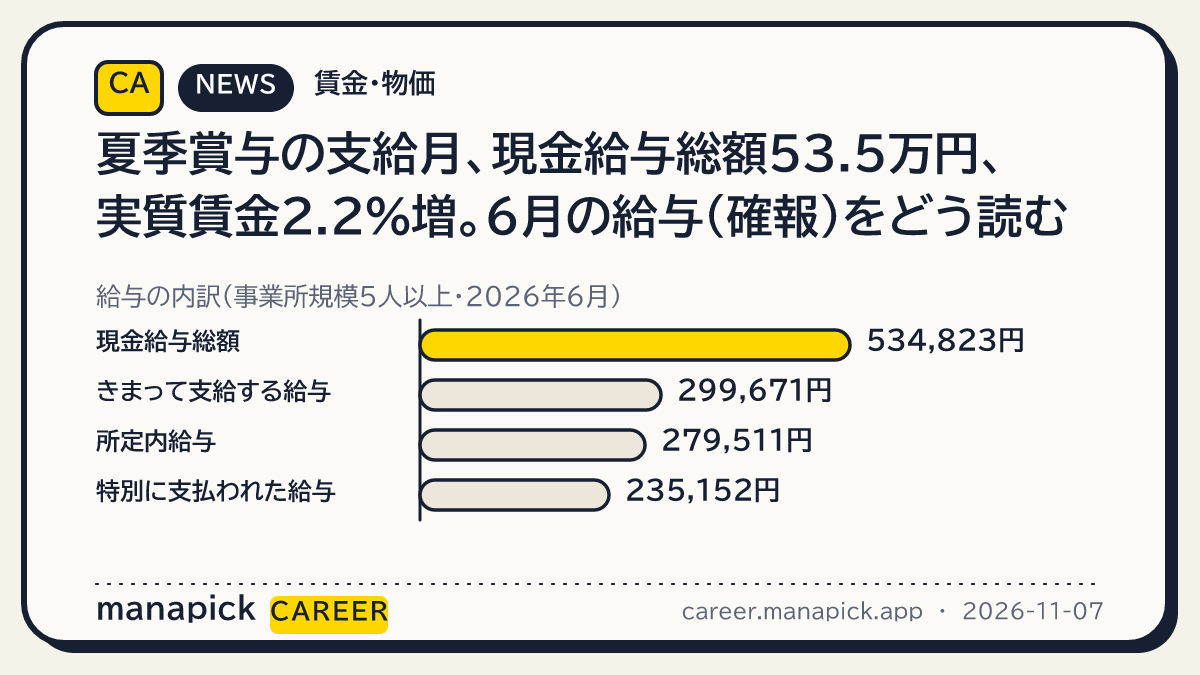 CA NEWS 賃金・物価
夏季賞与の支給月、現金給与総額53.5万円、
実質賃金2.2%増。6月の給与（確報）をどう読む
給与の内訳（事業所規模5人以上・2026年6月）
現金給与総額 534,823円
きまって支給する給与 299,671円
所定内給与 279,511円
特別に支払われた給与 235,152円
manapick CAREER career.manapick.app ・ 2026-11-07